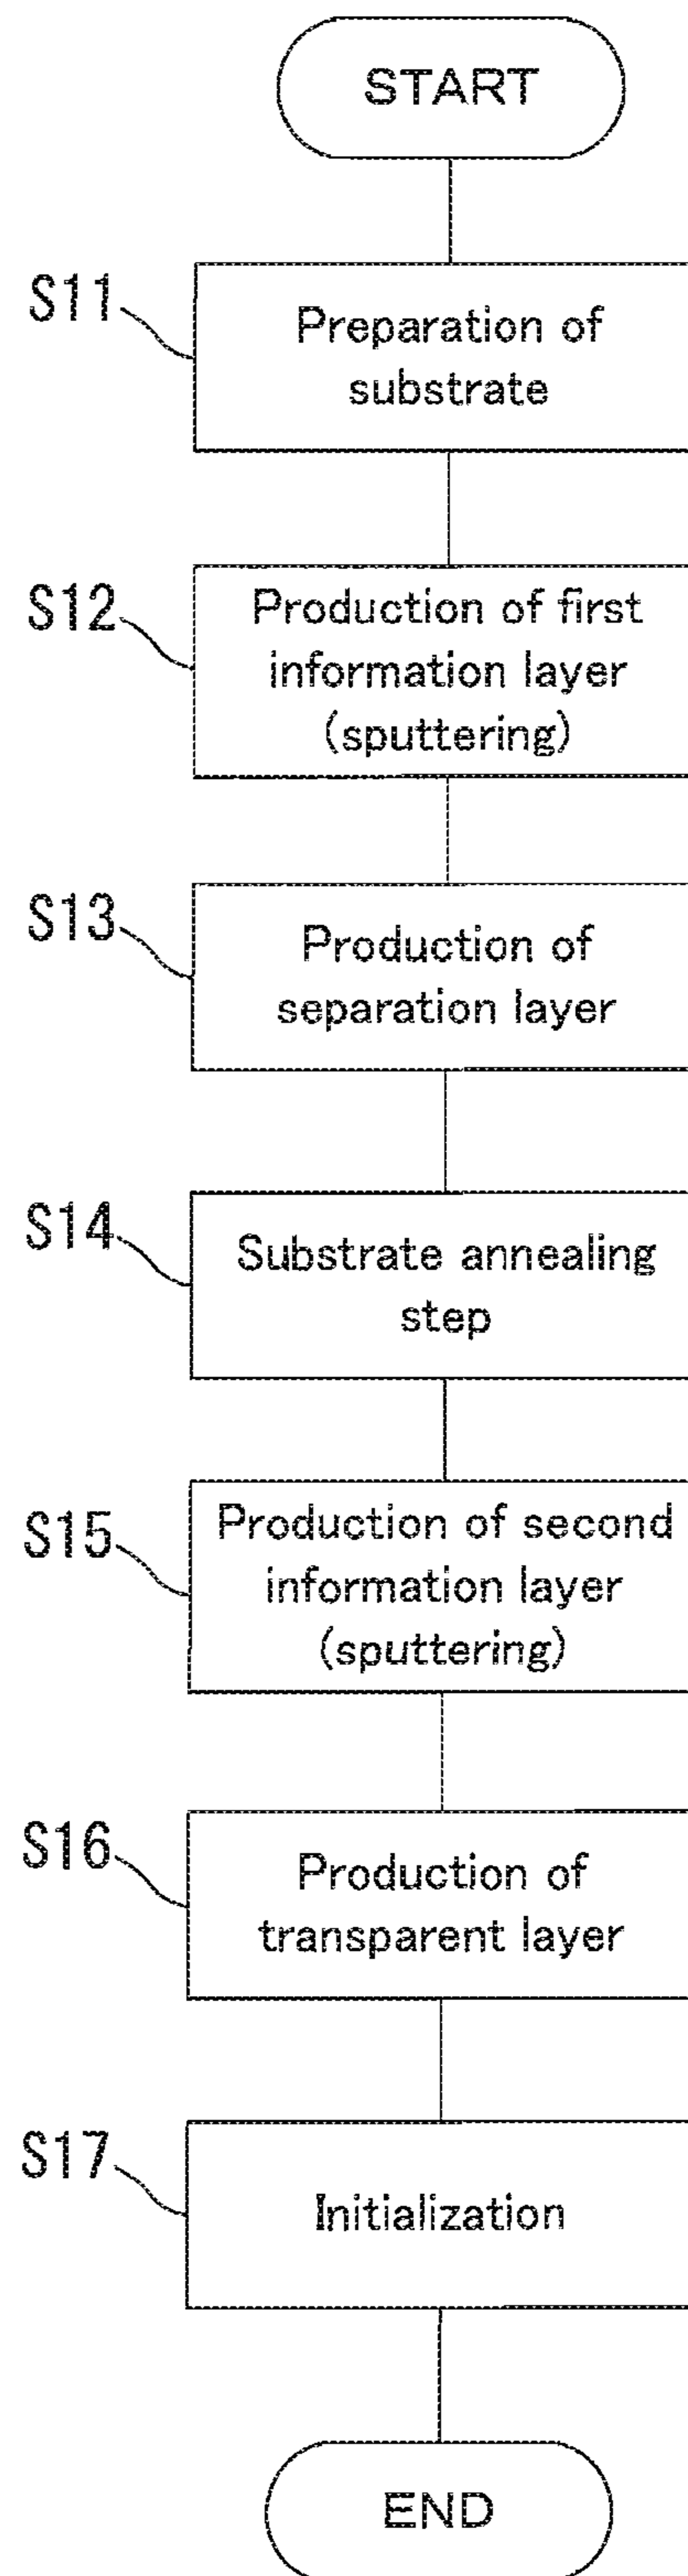 START
S11
Preparation of
substrate
S12
Production of first
information layer
(sputtering)
S13
Production of
separation layer
S14
Substrate annealing
step
S15
Production of second
information layer
(sputtering)
S16
Production of
transparent layer
S17
Initialization
END